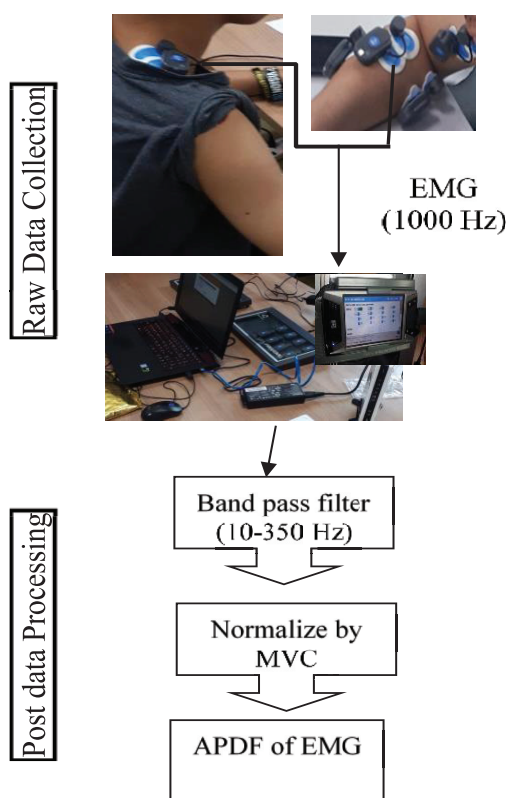 Raw Data Collection
EMG
(1000 Hz)
Post data Processing
Band pass filter
(10-350 Hz)
Normalize by
MVC
APDF of EMG